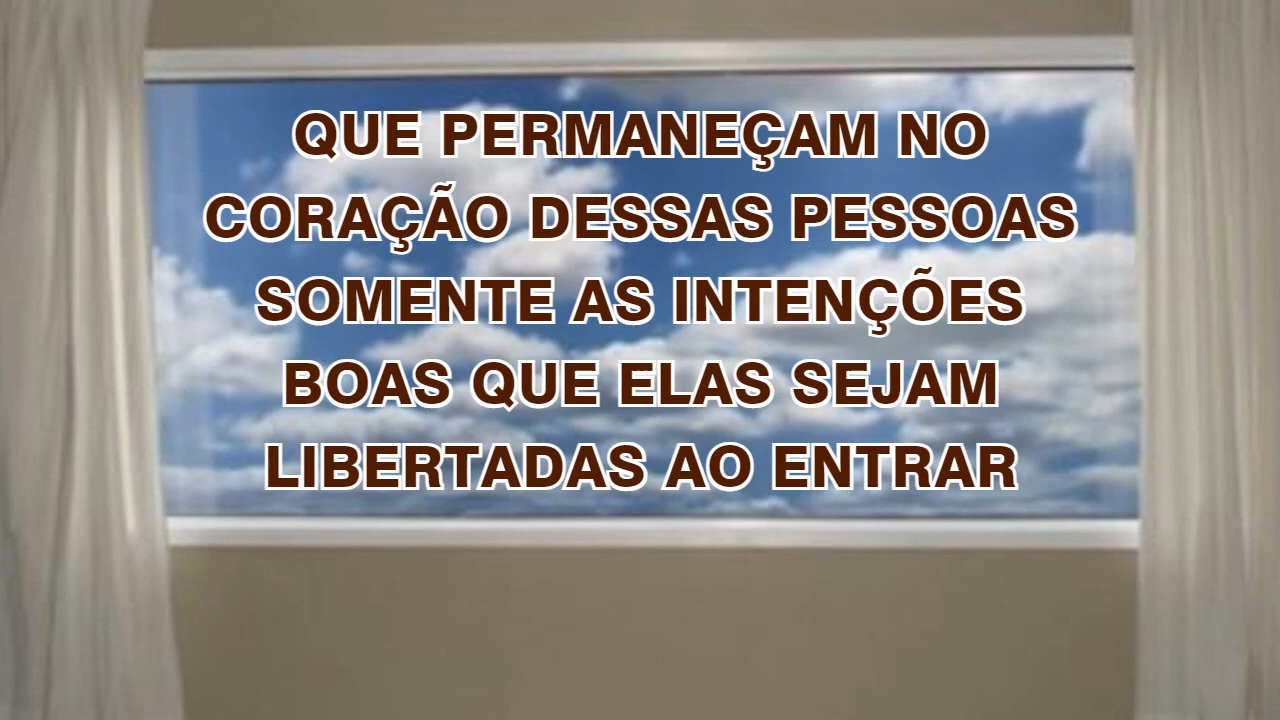 QUE PERMANEÇAM NO
CORAÇÃO DESSAS PESSOAS
SOMENTE AS INTENÇÕES
BOAS QUE ELAS SEJAM
LIBERTADAS AO ENTRAR